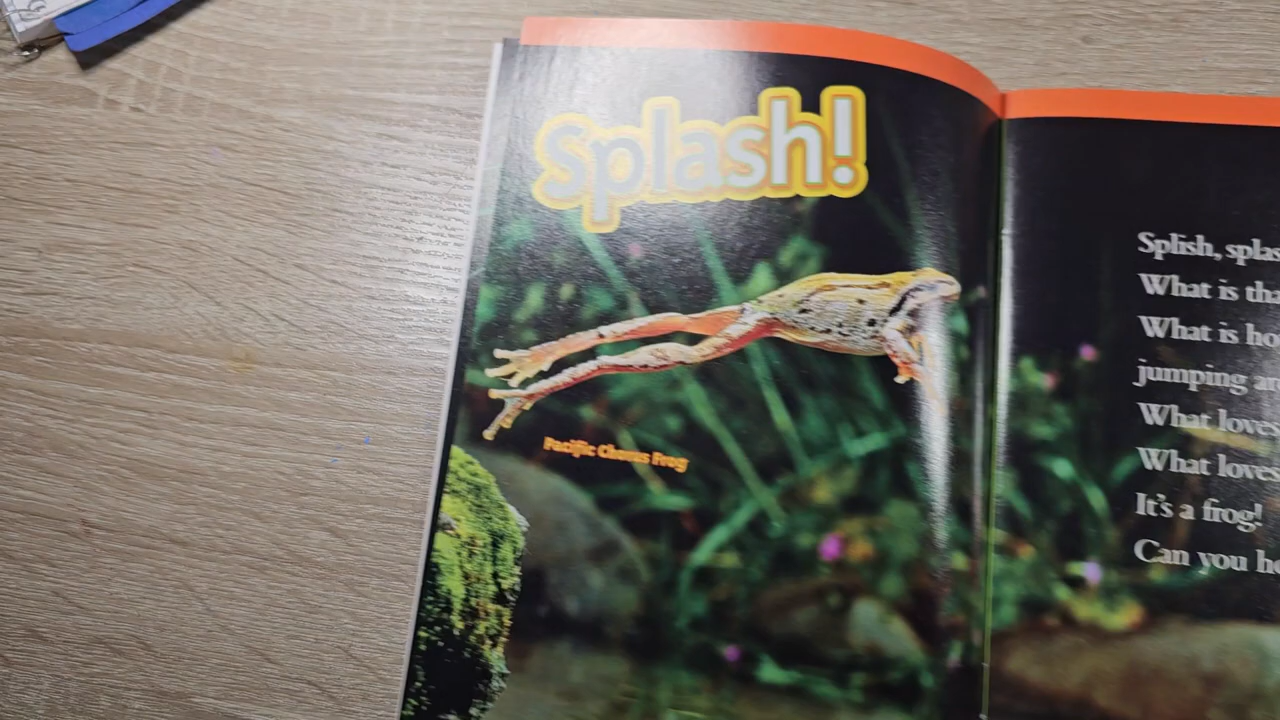 Splash!
Pacific Chorus Frog
Splish,
What is
What is
jumping
What
What
It's a frog!
Can you